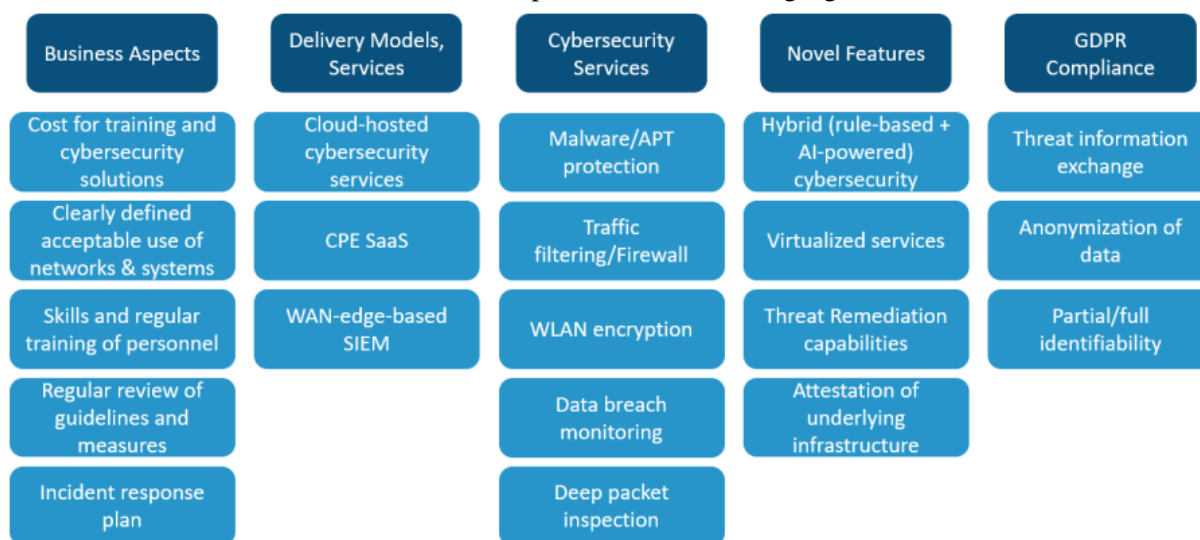 Business Aspects
Cost for training and
cybersecurity
solutions
Clearly defined
acceptable use of
networks & systems
Skills and regular
training of personnel
Regular review of
guidelines and
measures
Incident response
plan
Delivery Models,
Services
Cloud-hosted
cybersecurity
services
CPE SaaS
WAN-edge-based
SIEM
Cybersecurity
Services
Malware/APT
protection
Traffic
filtering/Firewall
WLAN encryption
Data breach
monitoring
Deep packet
inspection
Novel Features
Hybrid (rule-based +
AI-powered)
cybersecurity
Virtualized services
Threat Remediation
capabilities
Attestation of
underlying
infrastructure
GDPR
Compliance
Threat information
exchange
Anonymization of
data
Partial/full
identifiability